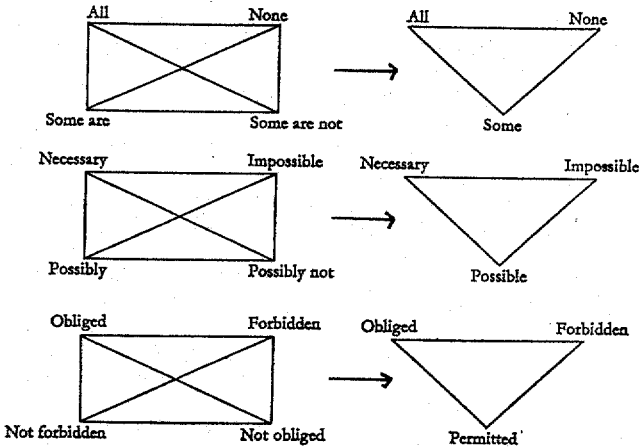 All None All None
Some are Some are not Some
Necessary Impossible Necessary Impossible
Possibly Possibly not Possible
Obliged Forbidden Obliged Forbidden
Not forbidden Not obliged Permitted